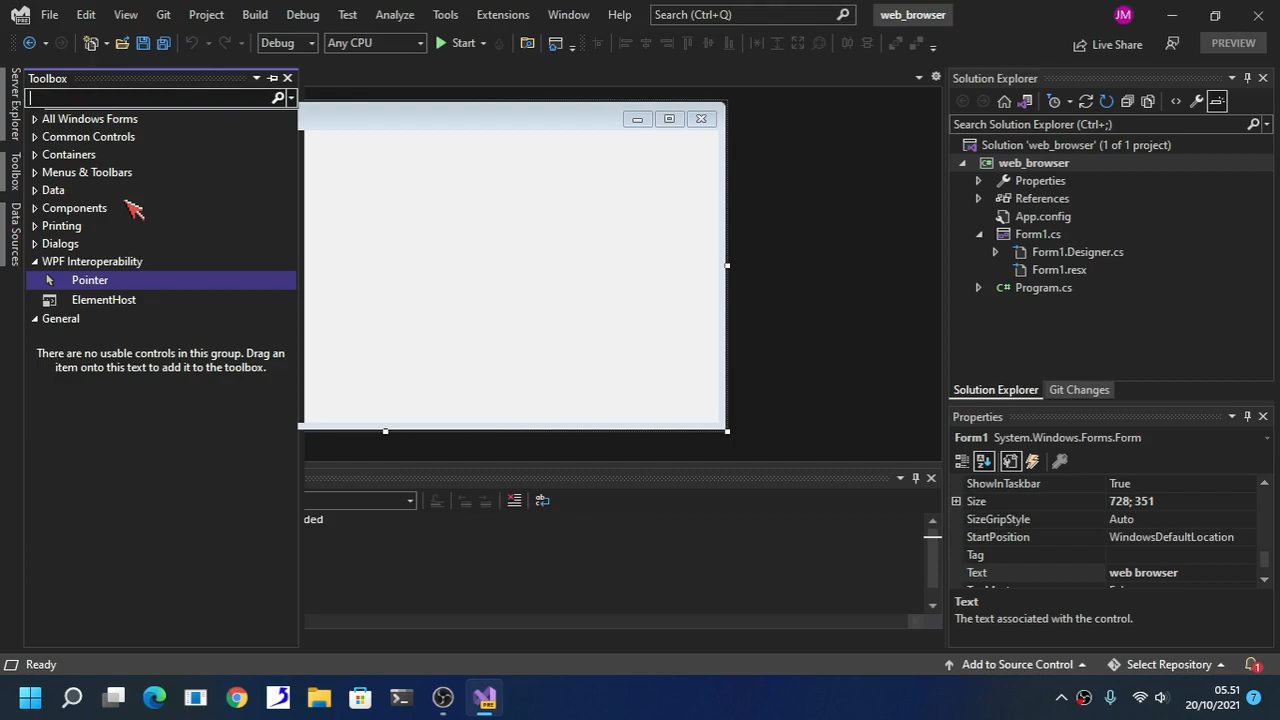 File Edit View Git Project Build Debug Test Analyze Tools Extensions Window Help Search (Ctrl+Q) web_browser JM
Debug Any CPU Start Live Share PREVIEW
Toolbox
Server Explorer
Toolbox
Data Sources
All Windows Forms
Common Controls
Containers
Menus & Toolbars
Data
Components
Printing
Dialogs
WPF Interoperability
Pointer
ElementHost
General
There are no usable controls in this group. Drag an
item onto this text to add it to the toolbox.
ded
Solution Explorer
Search Solution Explorer (Ctrl+;)
Solution 'web_browser' (1 of 1 project)
web_browser
Properties
References
App.config
Form1.cs
Form1.Designer.cs
Form1.resx
Program.cs
Solution Explorer Git Changes
Properties
Form1 System.Windows.Forms.Form
ShowInTaskbar True
Size 728; 351
SizeGripStyle Auto
StartPosition WindowsDefaultLocation
Tag
Text web browser
Text
The text associated with the control.
Ready Add to Source Control Select Repository 1
PRE
05.51
20/10/2021 7